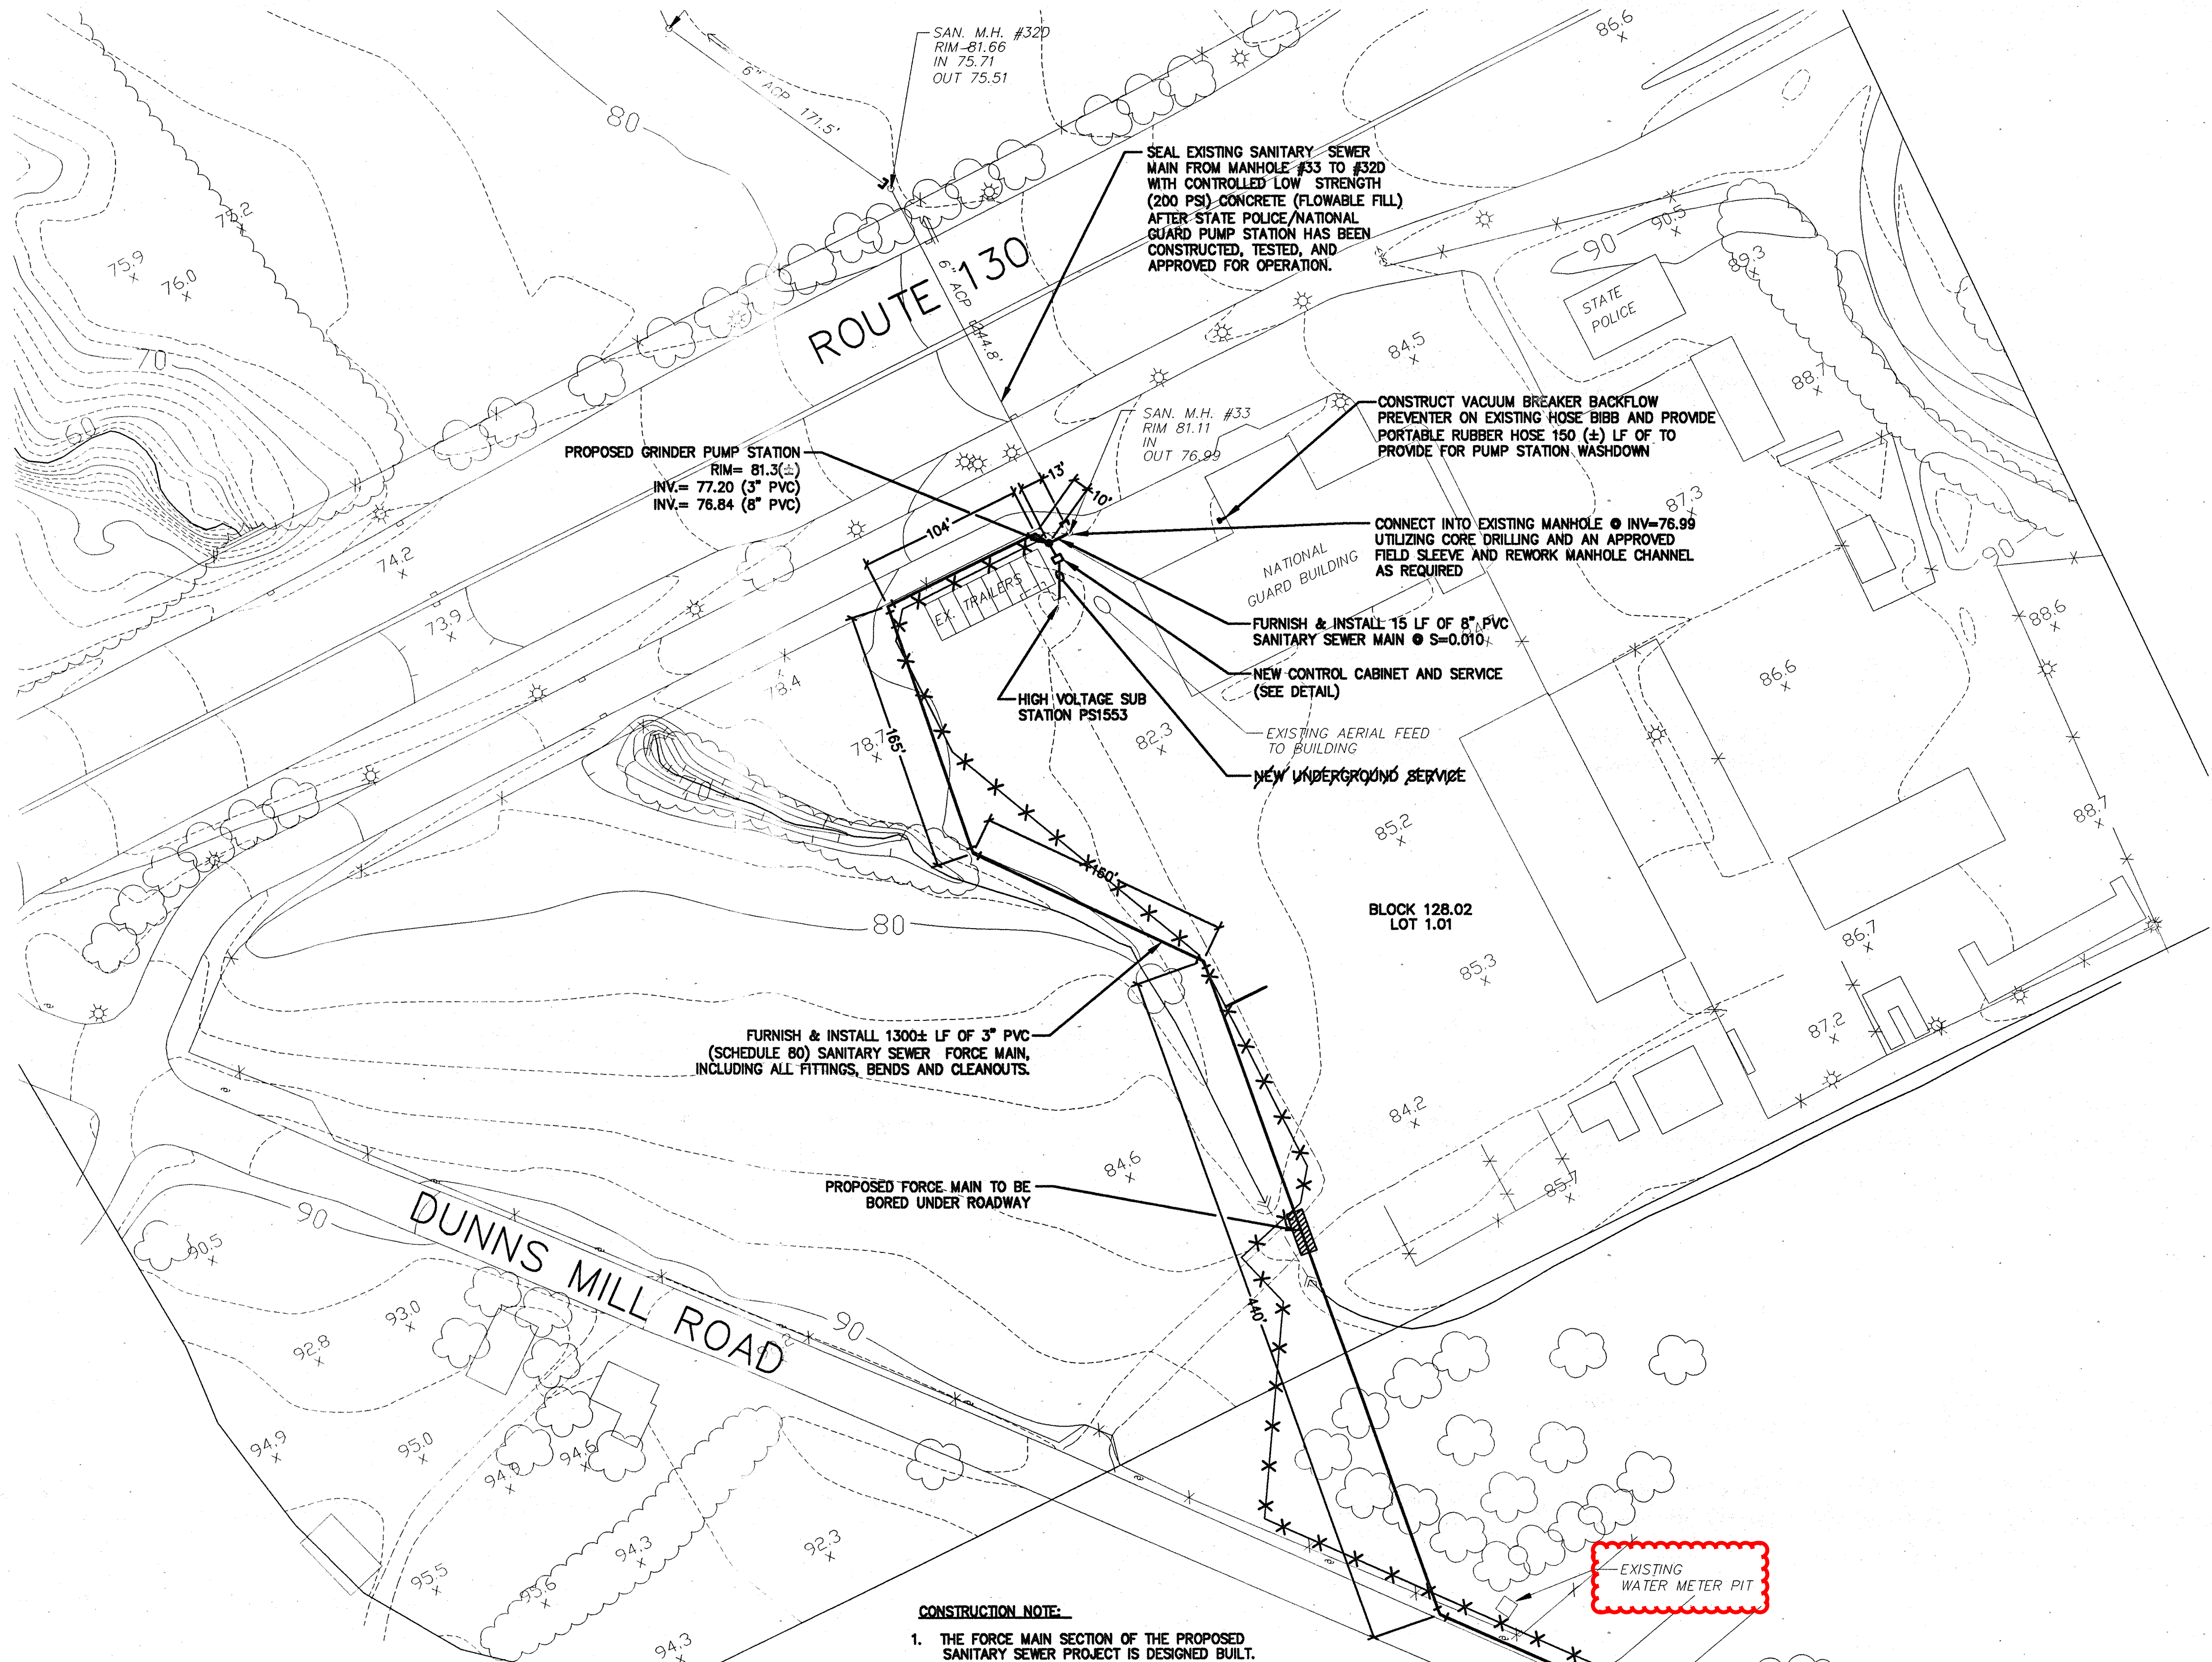 SAN. M.H. #32D
RIM 81.66
IN 75.71
OUT 75.51
6" ACP 171.5'
80
86.6
SEAL EXISTING SANITARY SEWER
MAIN FROM MANHOLE #33 TO #32D
WITH CONTROLLED LOW STRENGTH
(200 PSI) CONCRETE (FLOWABLE FILL)
AFTER STATE POLICE/NATIONAL
GUARD PUMP STATION HAS BEEN
CONSTRUCTED, TESTED, AND
APPROVED FOR OPERATION.
75.2
75.9
76.0
70
60
ROUTE 130
6" ACP 244.8'
90
90.5
89.3
STATE
POLICE
84.5
88.7
SAN. M.H. #33
RIM 81.11
IN
OUT 76.99
CONSTRUCT VACUUM BREAKER BACKFLOW
PREVENTER ON EXISTING HOSE BIBB AND PROVIDE
PORTABLE RUBBER HOSE 150 (±) LF OF TO
PROVIDE FOR PUMP STATION WASHDOWN
PROPOSED GRINDER PUMP STATION
RIM= 81.3(±)
INV.= 77.20 (3" PVC)
INV.= 76.84 (8" PVC)
13'
10'
104'
87.3
CONNECT INTO EXISTING MANHOLE @ INV=76.99
UTILIZING CORE DRILLING AND AN APPROVED
FIELD SLEEVE AND REWORK MANHOLE CHANNEL
AS REQUIRED
90
74.2
73.9
NATIONAL
GUARD BUILDING
EX. TRAILERS
FURNISH & INSTALL 15 LF OF 8" PVC
SANITARY SEWER MAIN @ S=0.010
88.6
86.6
78.4
NEW CONTROL CABINET AND SERVICE
(SEE DETAIL)
HIGH VOLTAGE SUB
STATION PS1553
78.7
165'
82.3
EXISTING AERIAL FEED
TO BUILDING
NEW UNDERGROUND SERVICE
70
85.2
88.7
150'
BLOCK 128.02
LOT 1.01
80
86.7
85.3
87.2
FURNISH & INSTALL 1300± LF OF 3" PVC
(SCHEDULE 80) SANITARY SEWER FORCE MAIN,
INCLUDING ALL FITTINGS, BENDS AND CLEANOUTS.
84.2
84.6
85.7
PROPOSED FORCE MAIN TO BE
BORED UNDER ROADWAY
90
90.5
DUNNS MILL ROAD
93.0
92.8
90
440'
94.9
95.0
94.6
94.9
92.3
94.3
95.5
95.6
94.3
EXISTING
WATER METER PIT
CONSTRUCTION NOTE:
1. THE FORCE MAIN SECTION OF THE PROPOSED
SANITARY SEWER PROJECT IS DESIGNED BUILT.